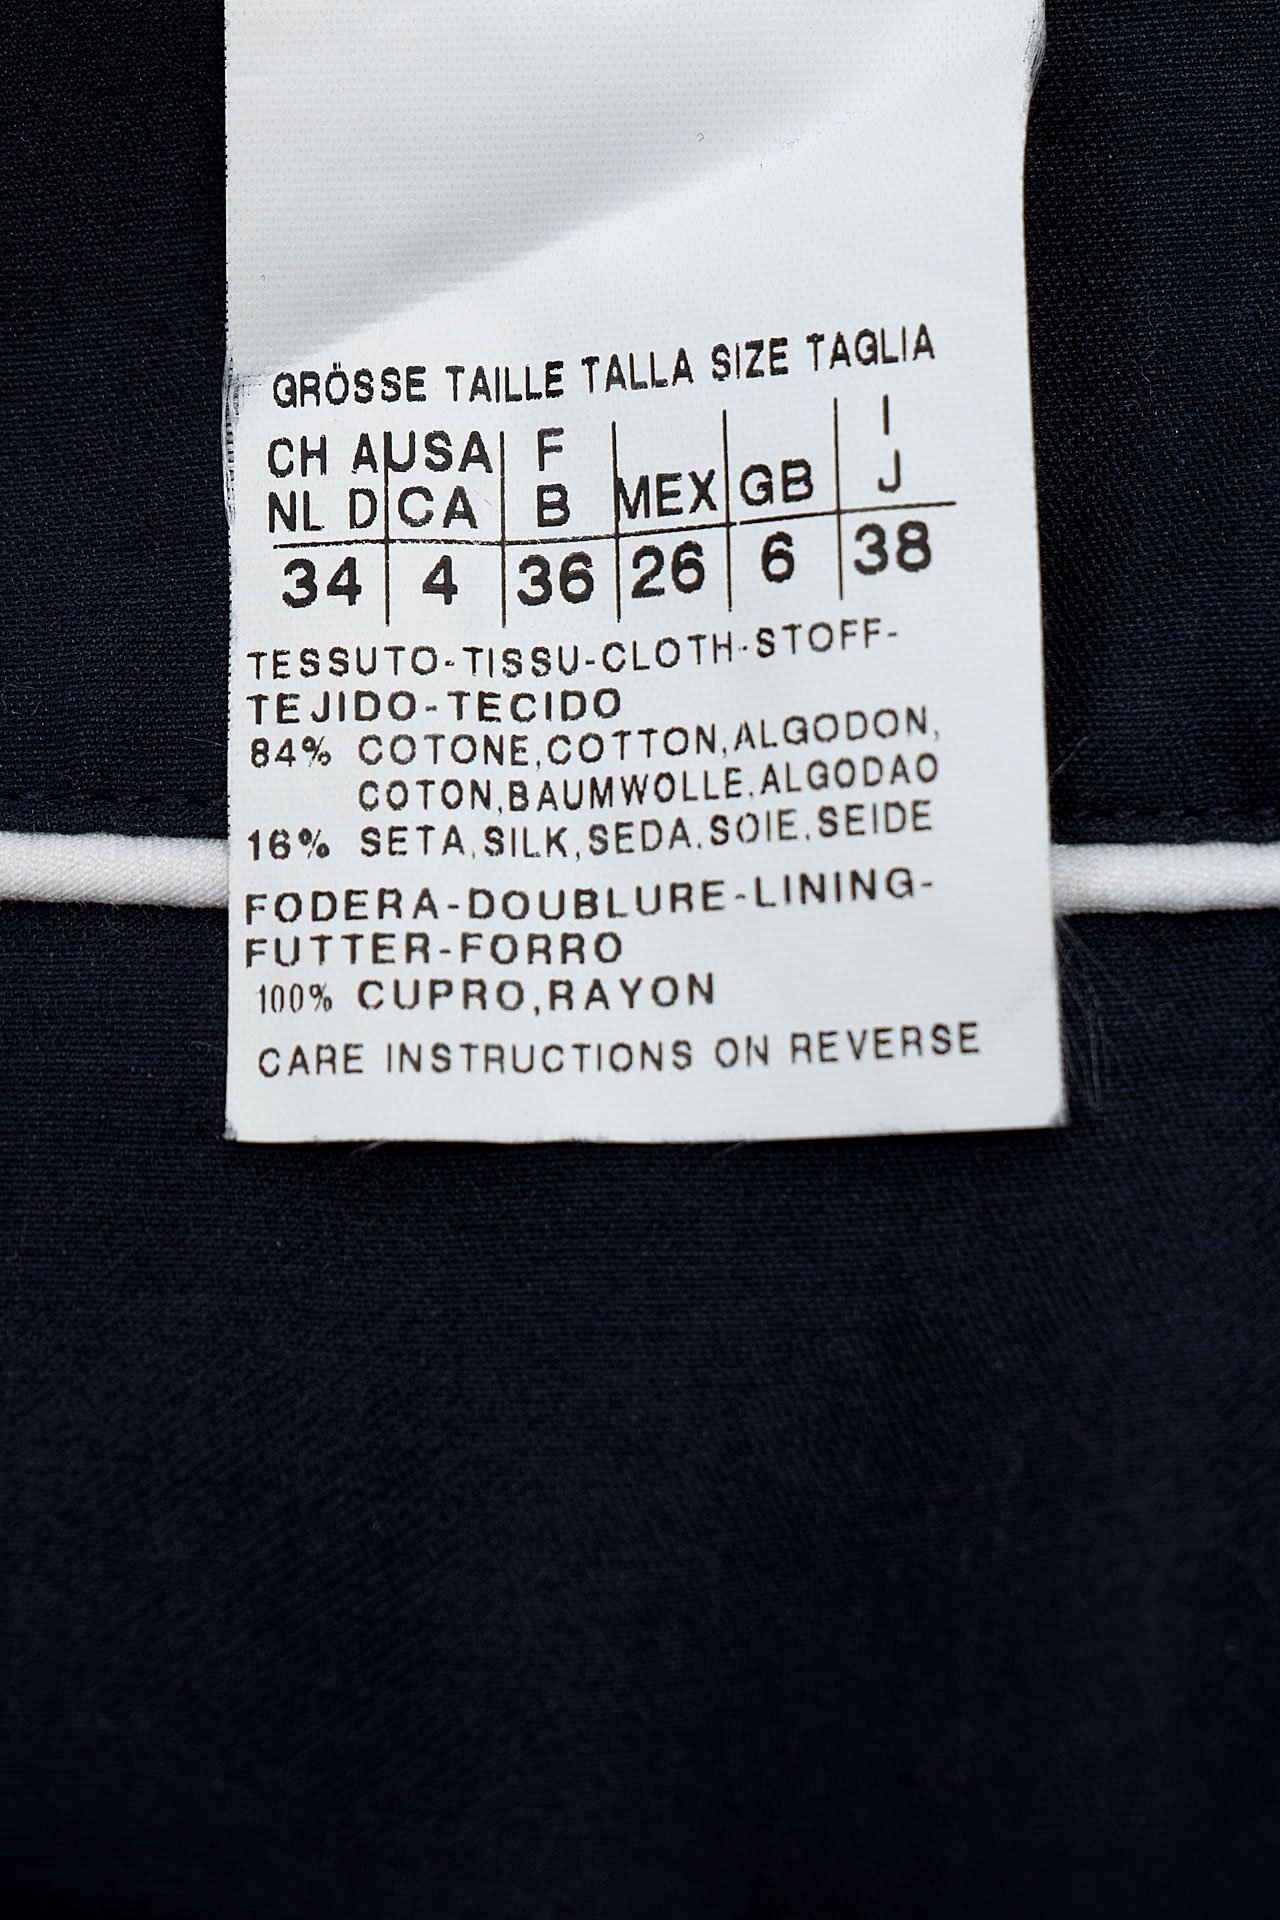 GRÖSSE TAILLE TALLA SIZE TAGLIA
CH A USA F I
NL D CA B MEX GB J
34 4 36 26 6 38
TESSUTO-TISSU-CLOTH-STOFF-
TEJIDO-TECIDO
84% COTONE,COTTON,ALGODON,
COTON,BAUMWOLLE,ALGODAO
16% SETA,SILK,SEDA,SOIE,SEIDE
FODERA-DOUBLURE-LINING-
FUTTER-FORRO
100% CUPRO,RAYON
CARE INSTRUCTIONS ON REVERSE